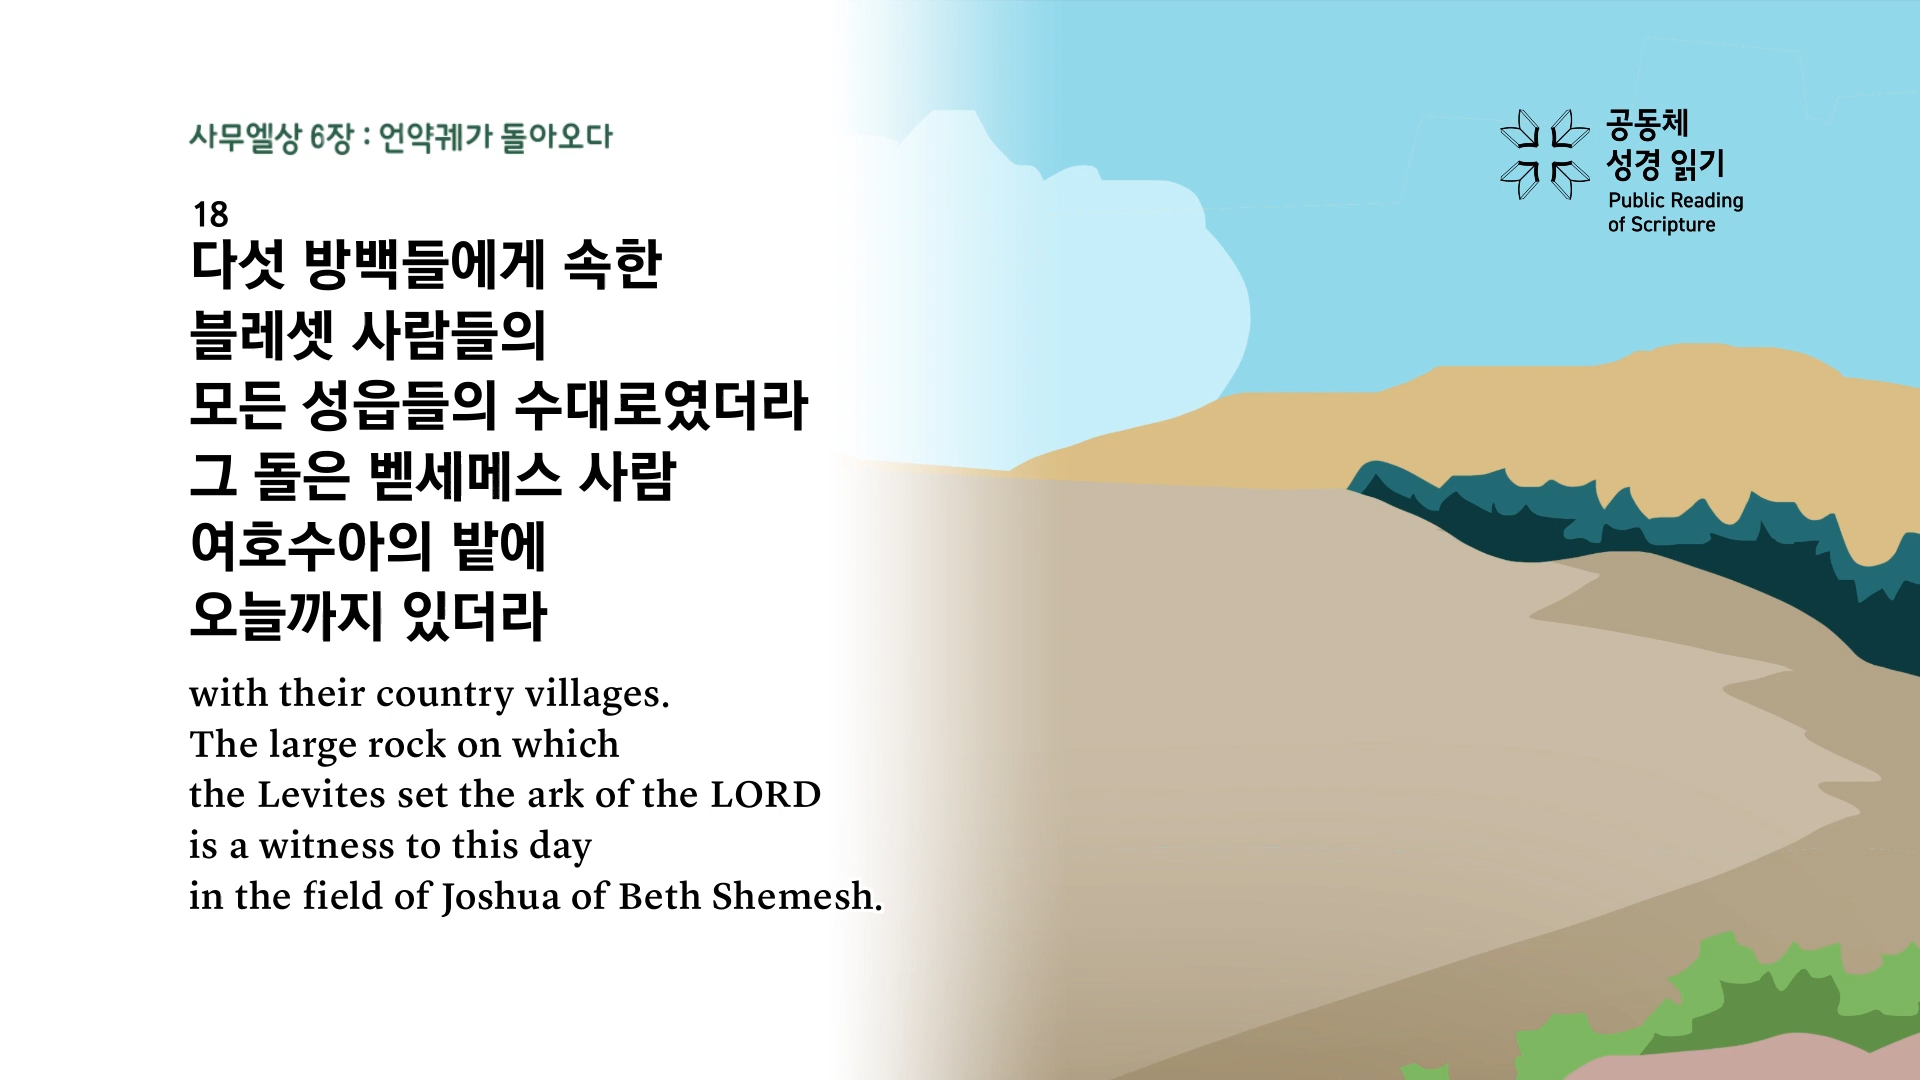 사무엘상 6장 : 언약궤가 돌아오다
18
다섯 방백들에게 속한
블레셋 사람들의
모든 성읍들의 수대로였더라
그 돌은 벧세메스 사람
여호수아의 밭에
오늘까지 있더라
with their country villages.
The large rock on which
the Levites set the ark of the LORD
is a witness to this day
in the field of Joshua of Beth Shemesh.
공동체
성경 읽기
Public Reading
of Scripture